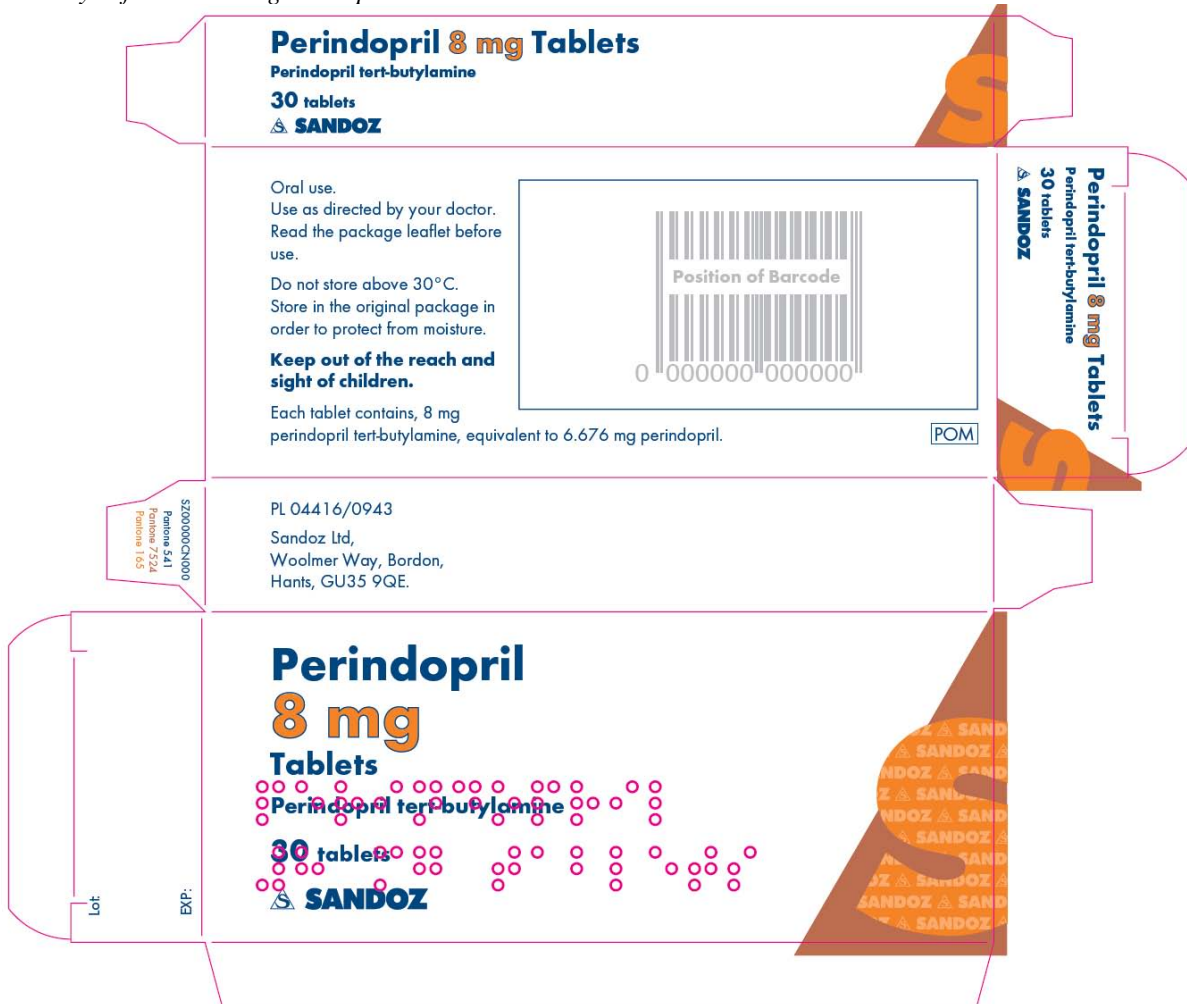 Perindopril 8 mg Tablets
Perindopril tert-butylamine
30 tablets
SANDOZ
S
Oral use.
Use as directed by your doctor.
Read the package leaflet before
use.
Do not store above 30°C.
Store in the original package in
order to protect from moisture.
Keep out of the reach and
sight of children.
Each tablet contains, 8 mg
perindopril tert-butylamine, equivalent to 6.676 mg perindopril.
Position of Barcode
0 000000 000000
POM
Perindopril 8 mg Tablets
Perindopril tert-butylamine
30 tablets
SANDOZ
S
SZ00000CN000
Pantone 541
Pantone 7524
Pantone 165
PL 04416/0943
Sandoz Ltd,
Woolmer Way, Bordon,
Hants, GU35 9QE.
Lot:
EXP:
Perindopril
8 mg
Tablets
Perindopril tert-butylamine
30 tablets
SANDOZ
SANDOZ
SANDOZ
SANDOZ
SANDOZ
SANDOZ